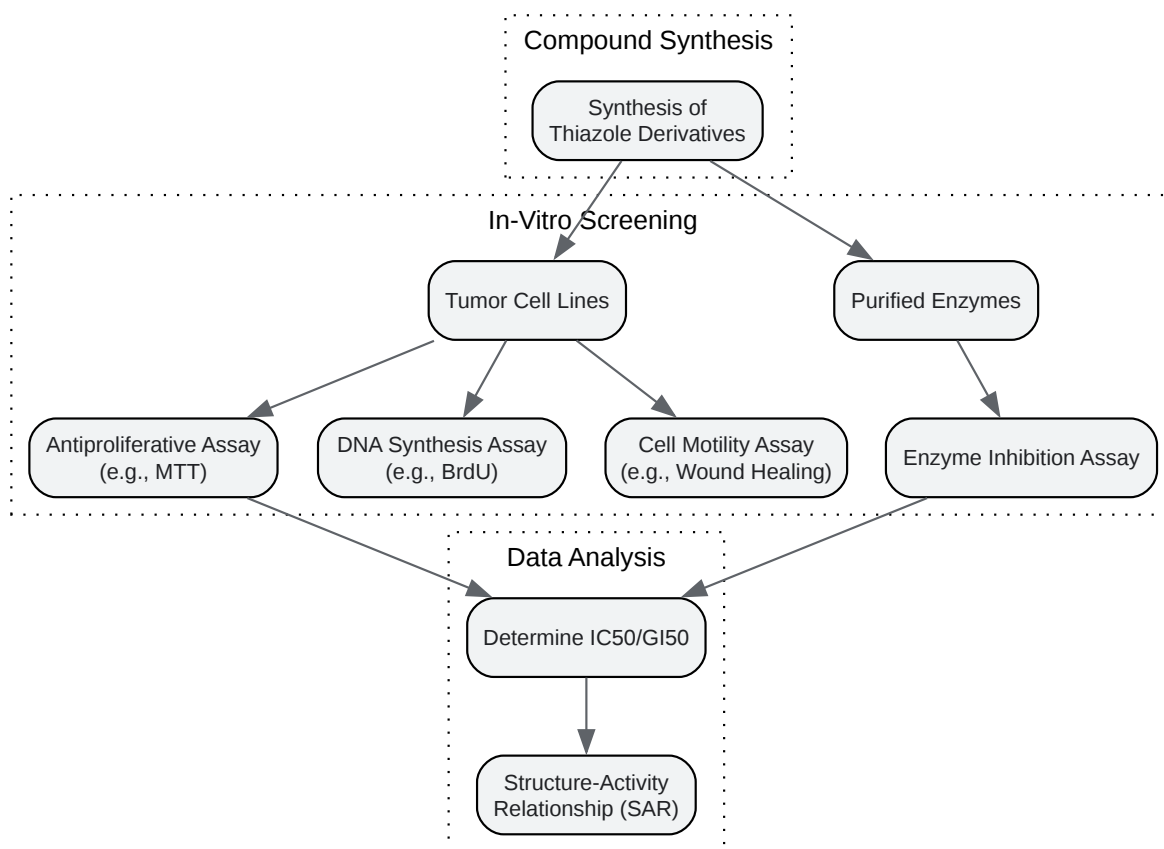 Compound Synthesis
Synthesis of
Thiazole Derivatives
In-Vitro Screening
Tumor Cell Lines
Purified Enzymes
Antiproliferative Assay
(e.g., MTT)
DNA Synthesis Assay
(e.g., BrdU)
Cell Motility Assay
(e.g., Wound Healing)
Enzyme Inhibition Assay
Data Analysis
Determine IC50/GI50
Structure-Activity
Relationship (SAR)